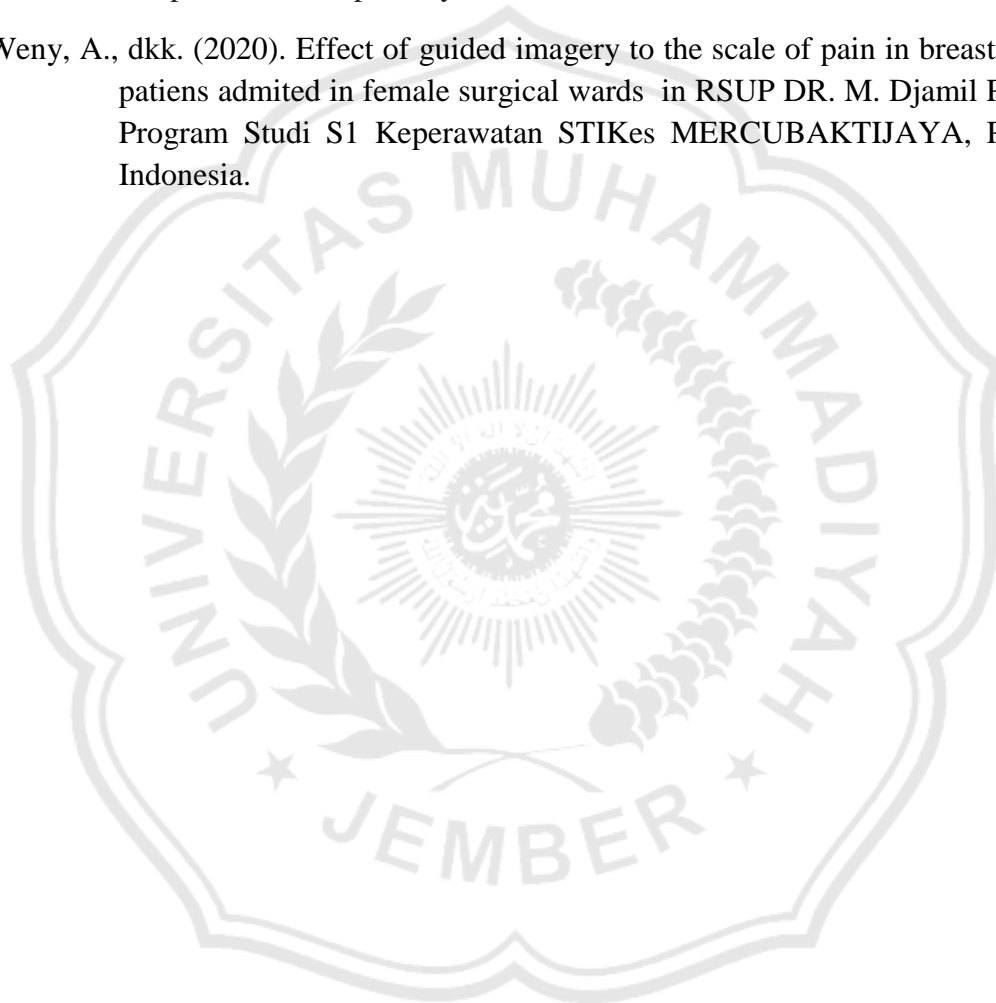 Weny, A., dkk. (2020). Effect of guided imagery to the scale of pain in breast
patiens admited in female surgical wards in RSUP DR. M. Djamil
Program Studi S1 Keperawatan STIKes MERCUBAKTIJAYA,
Indonesia.
UNIVERSITAS MUHAMMADIYAH
JEMBER